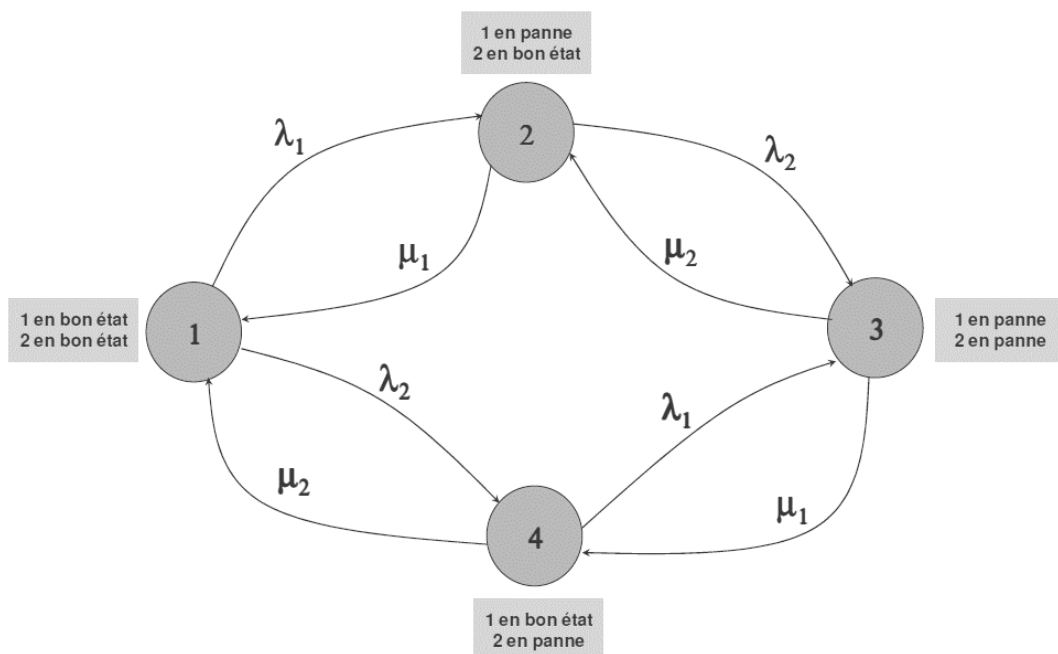 1 en panne
2 en bon état
λ₁
2
λ₂
μ₁
μ₂
1 en bon état
2 en bon état
1
3
1 en panne
2 en panne
λ₂
λ₁
μ₂
4
μ₁
1 en bon état
2 en panne